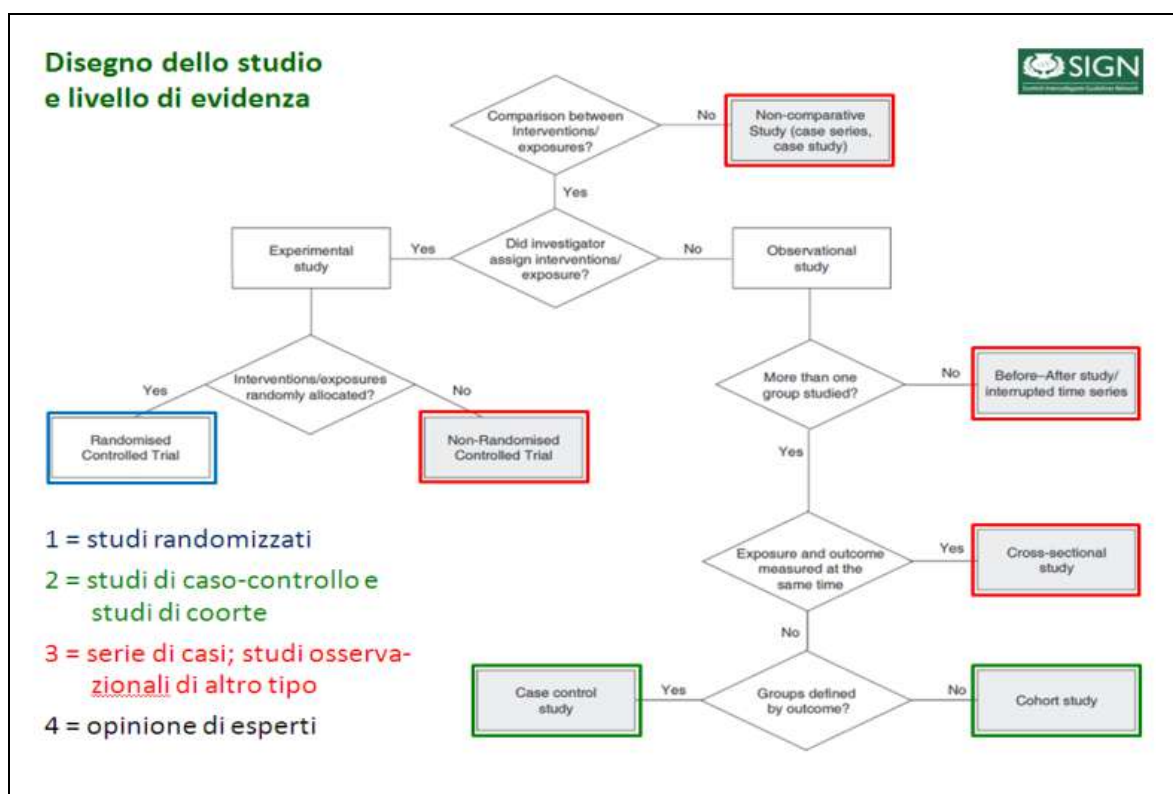 Disegno dello studio
e livello di evidenza
SIGN
Comparison between
Interventions/
exposures?
No
Non-comparative
Study (case series,
case study)
Yes
Experimental
study
Yes
Did investigator
assign interventions/
exposure?
No
Observational
study
Yes
Interventions/exposures
randomly allocated?
No
More than one
group studied?
No
Before–After study/
interrupted time series
Randomised
Controlled Trial
Non-Randomised
Controlled Trial
Yes
1 = studi randomizzati
2 = studi di caso-controllo e
studi di coorte
3 = serie di casi; studi osserva-
zionali di altro tipo
4 = opinione di esperti
Exposure and outcome
measured at the
same time
Yes
Cross-sectional
study
No
Case control
study
Yes
Groups defined
by outcome?
No
Cohort study